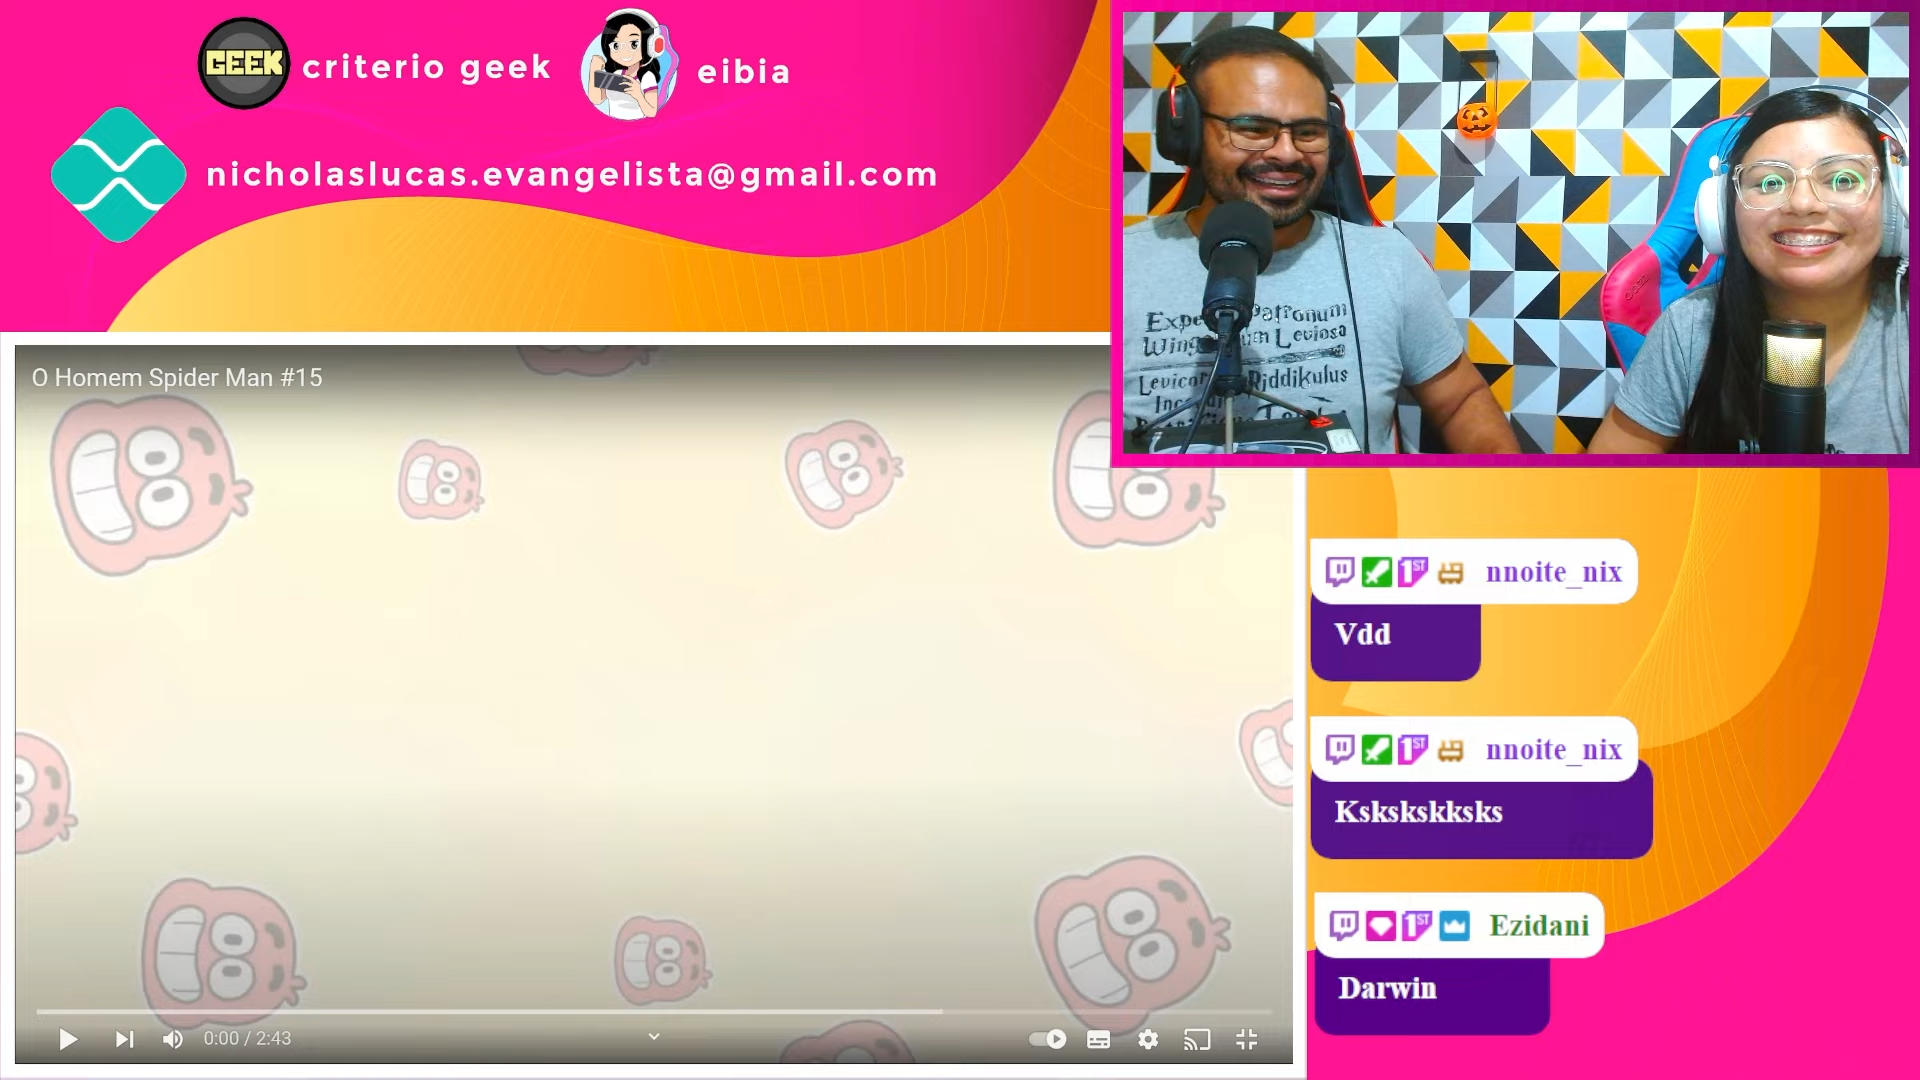 GEEK criterio geek
eibia
nicholaslucas.evangelista@gmail.com
O Homem Spider Man #15
Patronum
Leviosa
Riddikulus
nnoite_nix
Vdd
nnoite_nix
Kskskskksks
Ezidani
Darwin
0:00 / 2:43